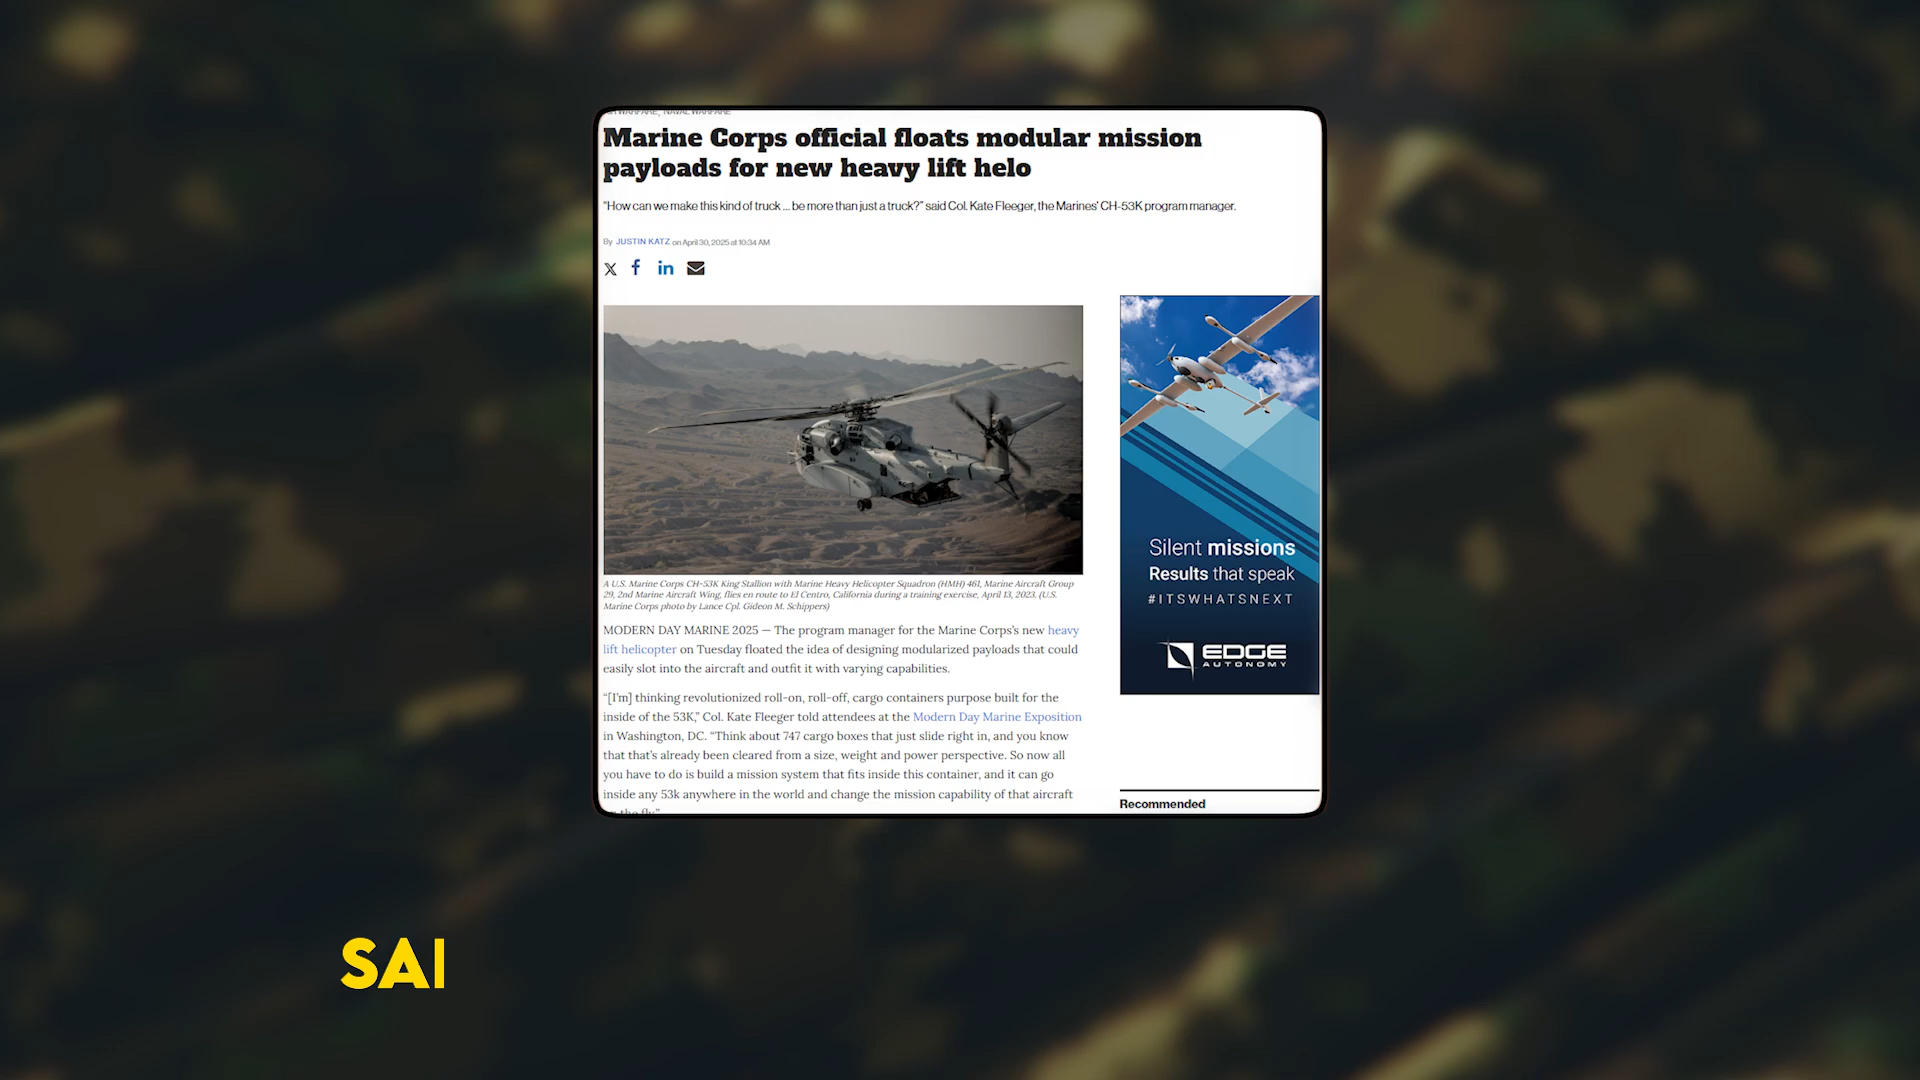 AIR WARFARE, NAVAL WARFARE
Marine Corps official floats modular mission
payloads for new heavy lift helo
"How can we make this kind of truck ... be more than just a truck?" said Col. Kate Fleeger, the Marines' CH-53K program manager.
By JUSTIN KATZ on April 30, 2025 at 10:34 AM
A U.S. Marine Corps CH-53K King Stallion with Marine Heavy Helicopter Squadron (HMH) 461, Marine Aircraft Group
29, 2nd Marine Aircraft Wing, flies en route to El Centro, California during a training exercise, April 13, 2023. (U.S.
Marine Corps photo by Lance Cpl. Gideon M. Schippers)
MODERN DAY MARINE 2025 — The program manager for the Marine Corps's new heavy
lift helicopter on Tuesday floated the idea of designing modularized payloads that could
easily slot into the aircraft and outfit it with varying capabilities.
"[I'm] thinking revolutionized roll-on, roll-off, cargo containers purpose built for the
inside of the 53K," Col. Kate Fleeger told attendees at the Modern Day Marine Exposition
in Washington, DC. "Think about 747 cargo boxes that just slide right in, and you know
that that's already been cleared from a size, weight and power perspective. So now all
you have to do is build a mission system that fits inside this container, and it can go
inside any 53k anywhere in the world and change the mission capability of that aircraft
the fly."
Silent missions
Results that speak
#ITSWHATSNEXT
EDGE
AUTONOMY
Recommended
SAI